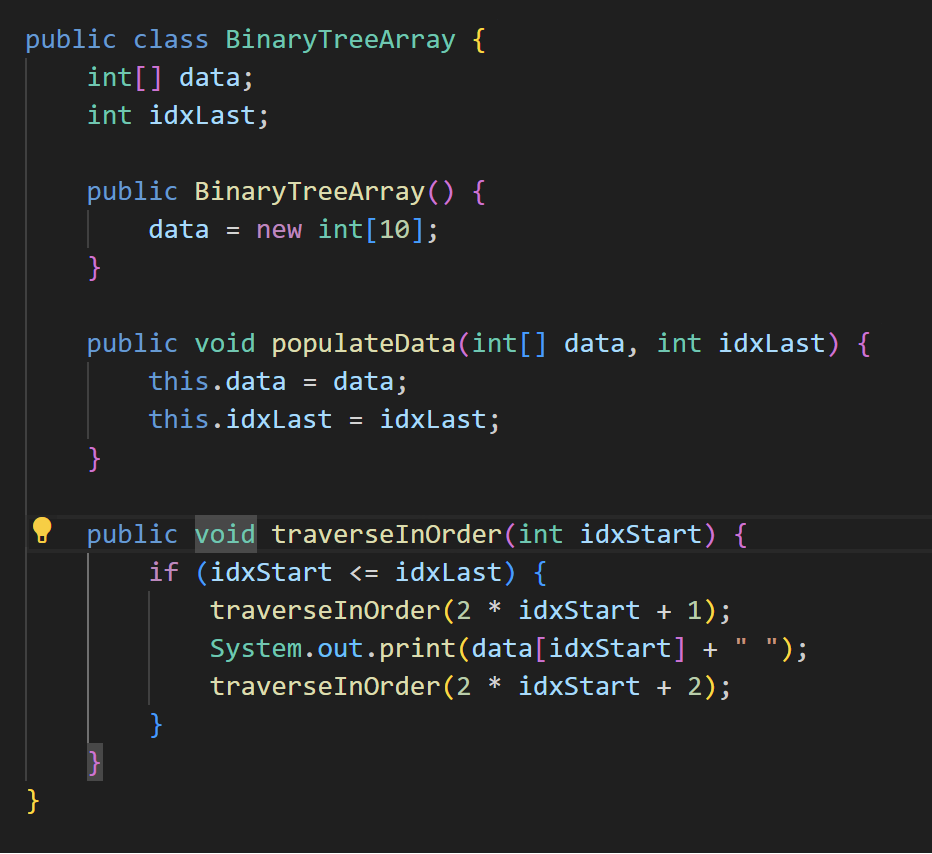 public class BinaryTreeArray {
    int[] data;
    int idxLast;

    public BinaryTreeArray() {
        data = new int[10];
    }

    public void populateData(int[] data, int idxLast) {
        this.data = data;
        this.idxLast = idxLast;
    }

    public void traverseInOrder(int idxStart) {
        if (idxStart <= idxLast) {
            traverseInOrder(2 * idxStart + 1);
            System.out.print(data[idxStart] + " ");
            traverseInOrder(2 * idxStart + 2);
        }
    }
}